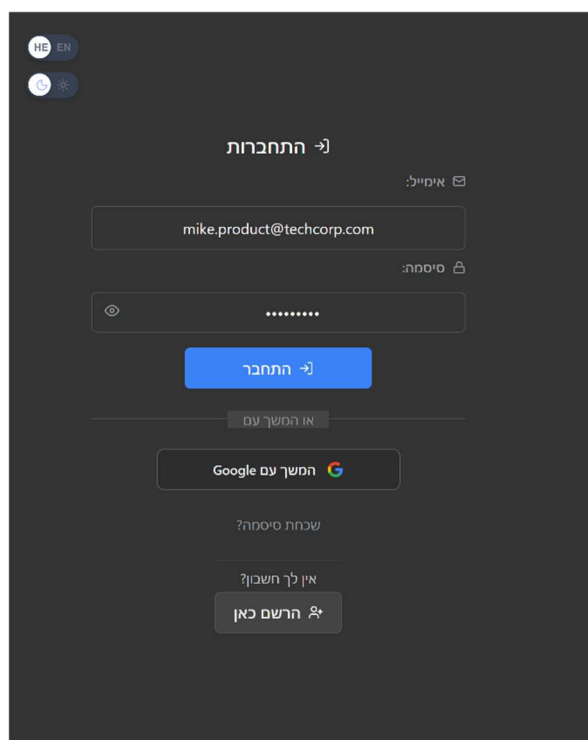 HE EN
התחברות
אימייל:
mike.product@techcorp.com
סיסמה:
•••••••••
התחבר
או המשך עם
המשך עם Google
שכחת סיסמה?
אין לך חשבון?
הרשם כאן